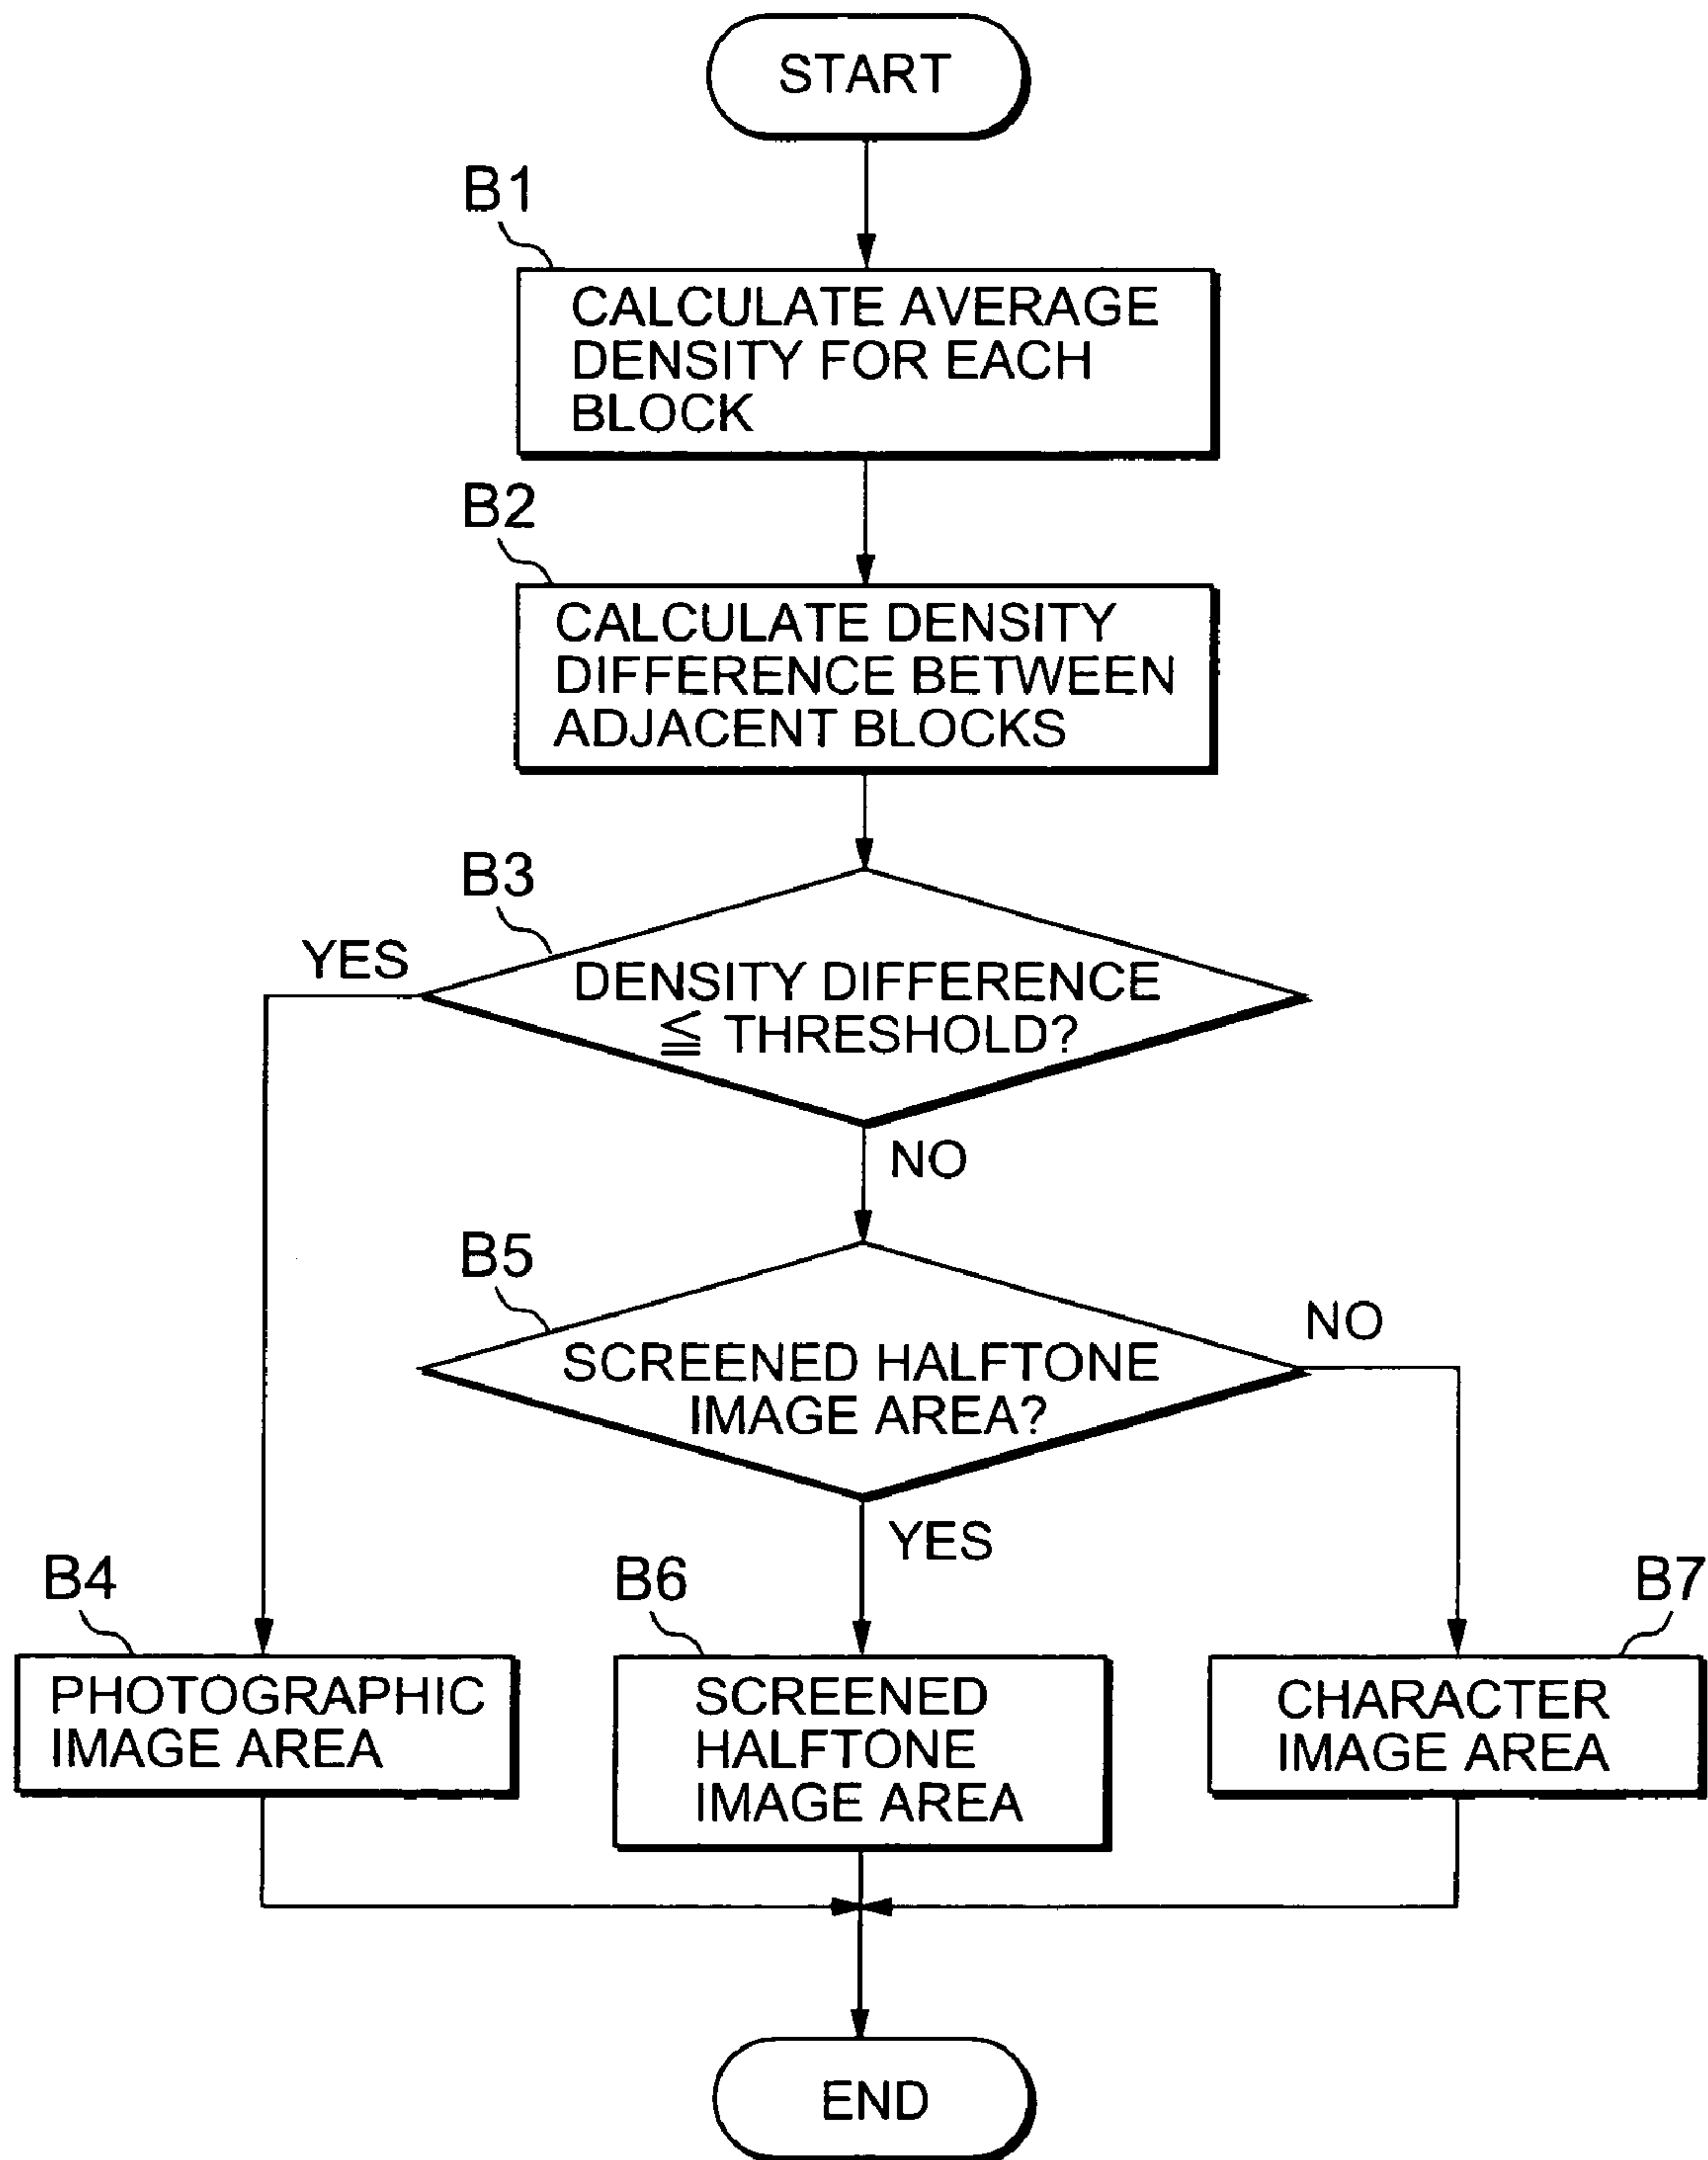 START
B1
CALCULATE AVERAGE
DENSITY FOR EACH
BLOCK
B2
CALCULATE DENSITY
DIFFERENCE BETWEEN
ADJACENT BLOCKS
B3
YES
DENSITY DIFFERENCE
≦ THRESHOLD?
NO
B5
NO
SCREENED HALFTONE
IMAGE AREA?
YES
B4
PHOTOGRAPHIC
IMAGE AREA
B6
SCREENED
HALFTONE
IMAGE AREA
B7
CHARACTER
IMAGE AREA
END